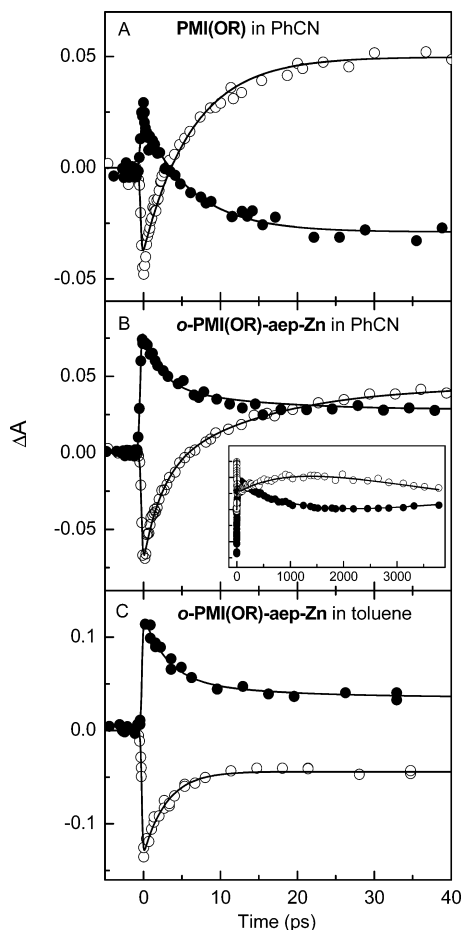 A PMI(OR) in PhCN
0.05
0.00
-0.05
B o-PMI(OR)-aep-Zn in PhCN
0.05
0.00
-0.05
0 1000 2000 3000
ΔA
C o-PMI(OR)-aep-Zn in toluene
0.1
0.0
-0.1
0 10 20 30 40
Time (ps)